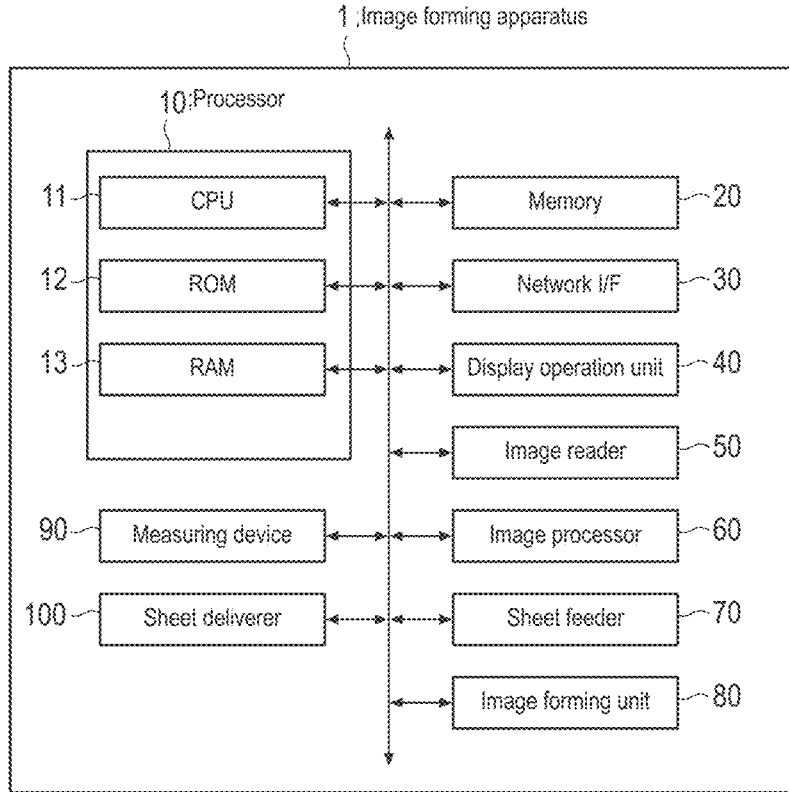 1 ;Image forming apparatus
10 ;Processor
11 CPU
Memory 20
12 ROM
Network I/F 30
13 RAM
Display operation unit 40
Image reader 50
90 Measuring device
Image processor 60
100 Sheet deliverer
Sheet feeder 70
Image forming unit 80